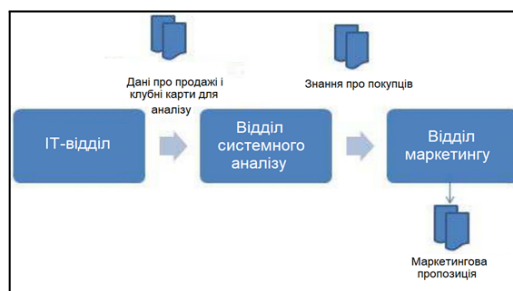 Дані про продажі і
клубні карти для
аналізу
Знання про покупців
ІТ-відділ
Відділ
системного
аналізу
Відділ
маркетингу
Маркетингова
пропозиція